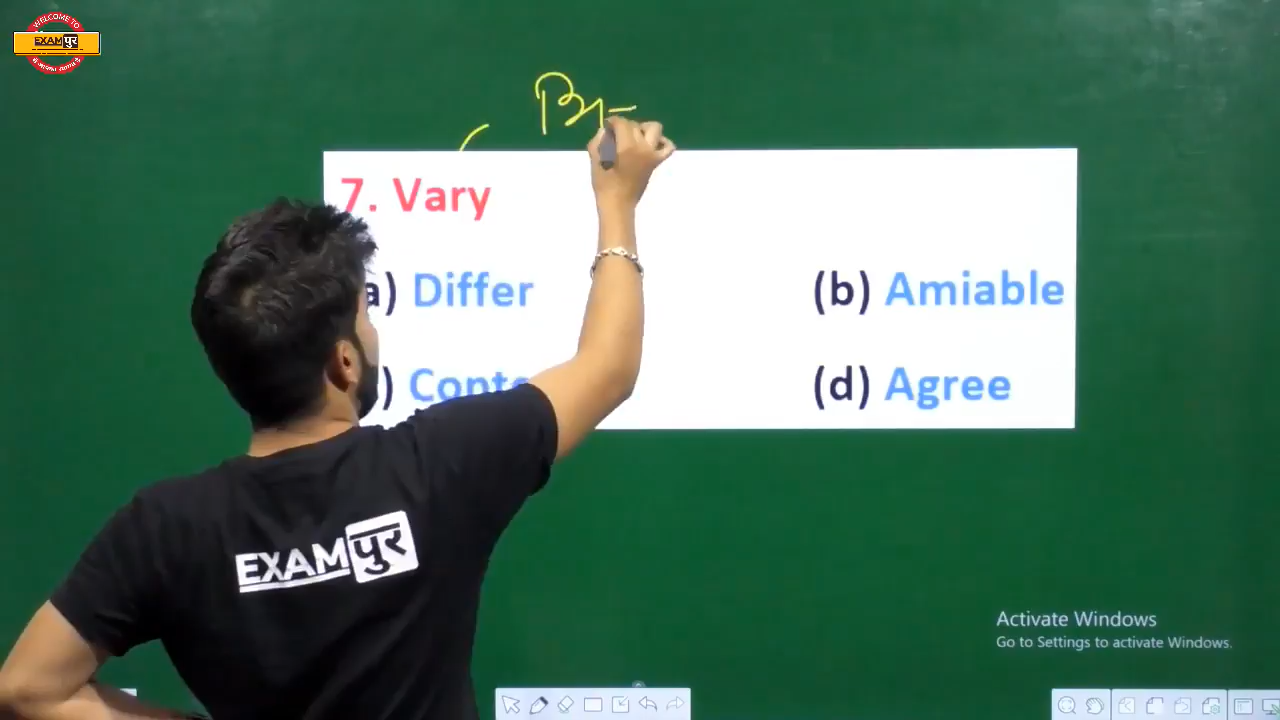 WELCOME TO
EXAMपुर
7. Vary
a) Differ
(b) Amiable
) Conte
(d) Agree
EXAMपुर
Activate Windows
Go to Settings to activate Windows.